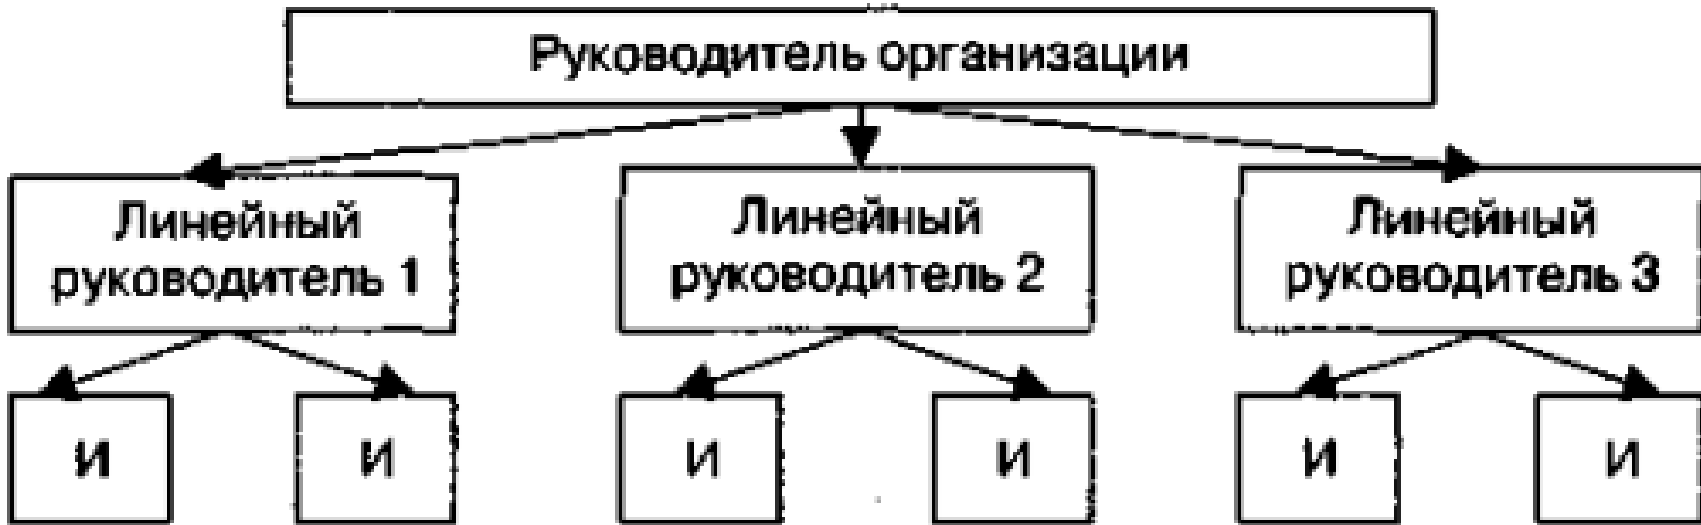 Руководитель организации
Линейный
руководитель 1
Линейный
руководитель 2
Линейный
руководитель 3
И
И
И
И
И
И